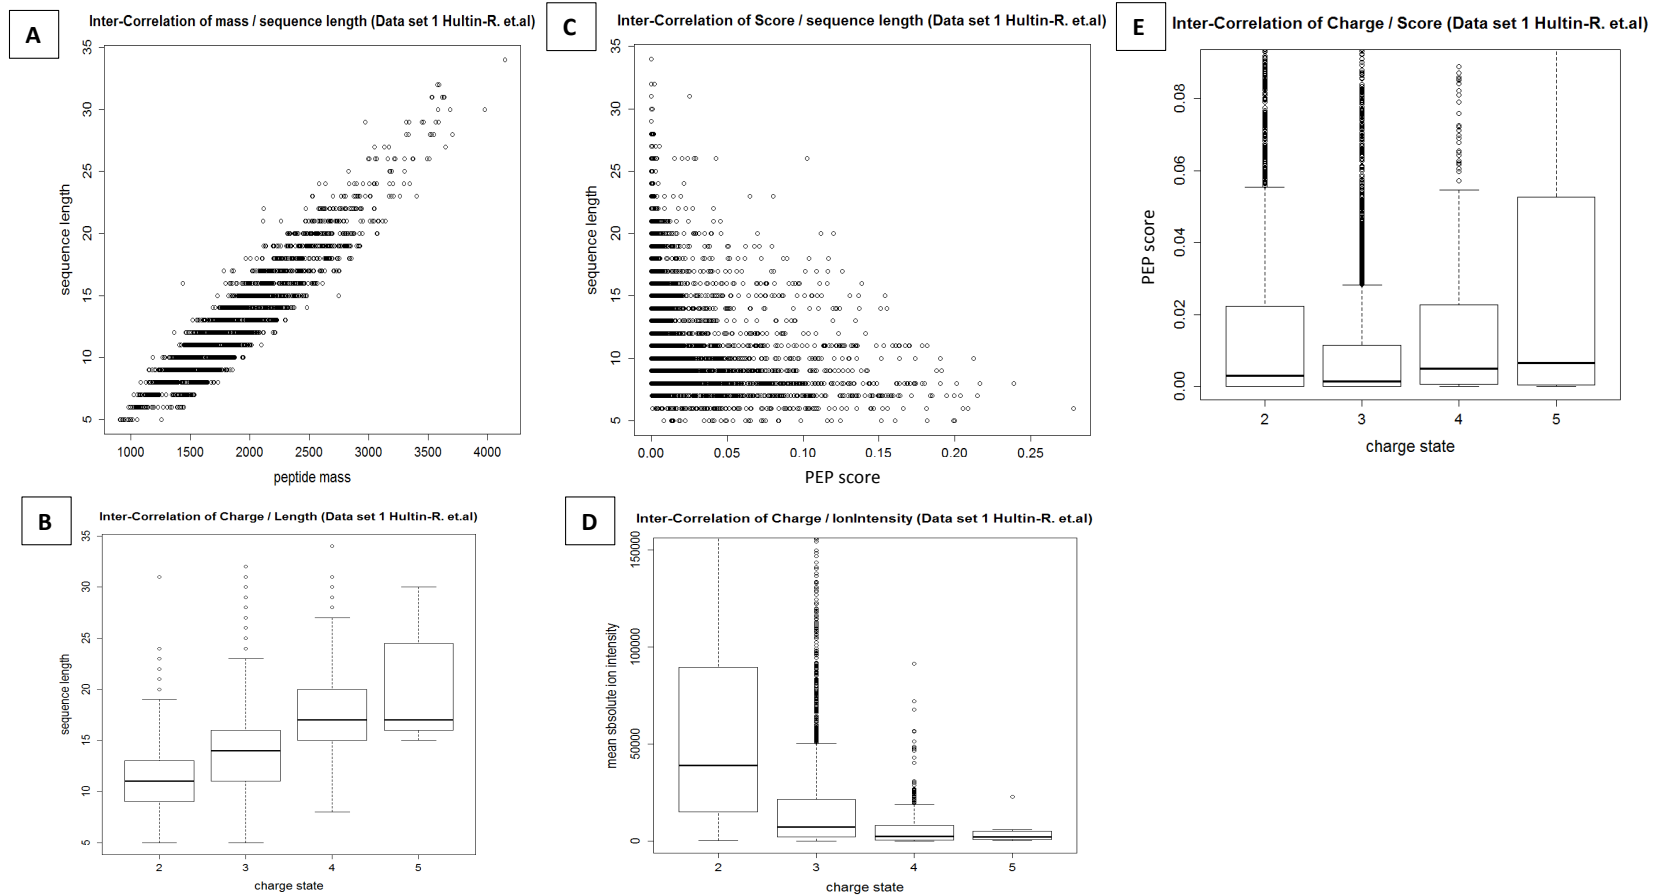 A
Inter-Correlation of mass / sequence length (Data set 1 Hultin-R. et.al)
35
30
25
20
15
10
5
sequence length
1000 1500 2000 2500 3000 3500 4000
peptide mass
B
Inter-Correlation of Charge / Length (Data set 1 Hultin-R. et.al)
35
30
25
20
15
10
5
sequence length
2 3 4 5
charge state
C
Inter-Correlation of Score / sequence length (Data set 1 Hultin-R. et.al)
35
30
25
20
15
10
5
sequence length
0.00 0.05 0.10 0.15 0.20 0.25
PEP score
D
Inter-Correlation of Charge / IonIntensity (Data set 1 Hultin-R. et.al)
150000
100000
50000
0
mean sbsolute ion intensity
2 3 4 5
charge state
E
Inter-Correlation of Charge / Score (Data set 1 Hultin-R. et.al)
0.08
0.06
0.04
0.02
0.00
PEP score
2 3 4 5
charge state